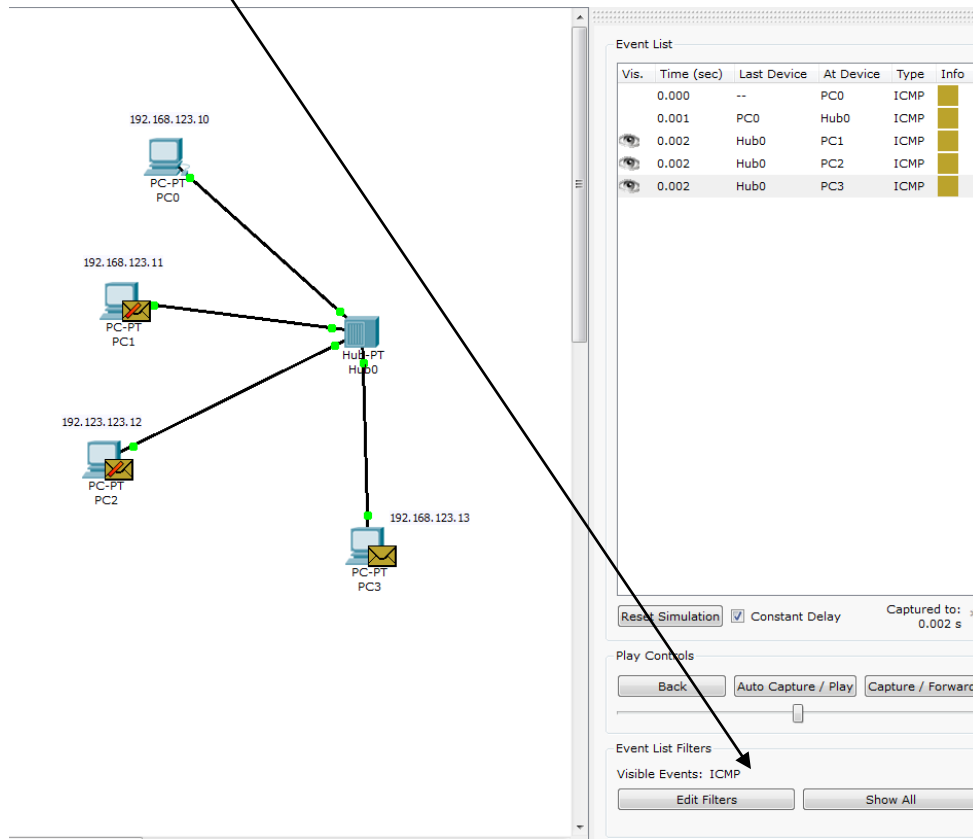 192.168.123.10
PC-PT
PC0
192.168.123.11
PC-PT
PC1
Hub-PT
Hub0
192.123.123.12
PC-PT
PC2
192.168.123.13
PC-PT
PC3
Event List
Vis. Time (sec) Last Device At Device Type Info
0.000 -- PC0 ICMP
0.001 PC0 Hub0 ICMP
0.002 Hub0 PC1 ICMP
0.002 Hub0 PC2 ICMP
0.002 Hub0 PC3 ICMP
Reset Simulation Constant Delay Captured to:
0.002 s
Play Controls
Back Auto Capture / Play Capture / Forward
Event List Filters
Visible Events: ICMP
Edit Filters Show All